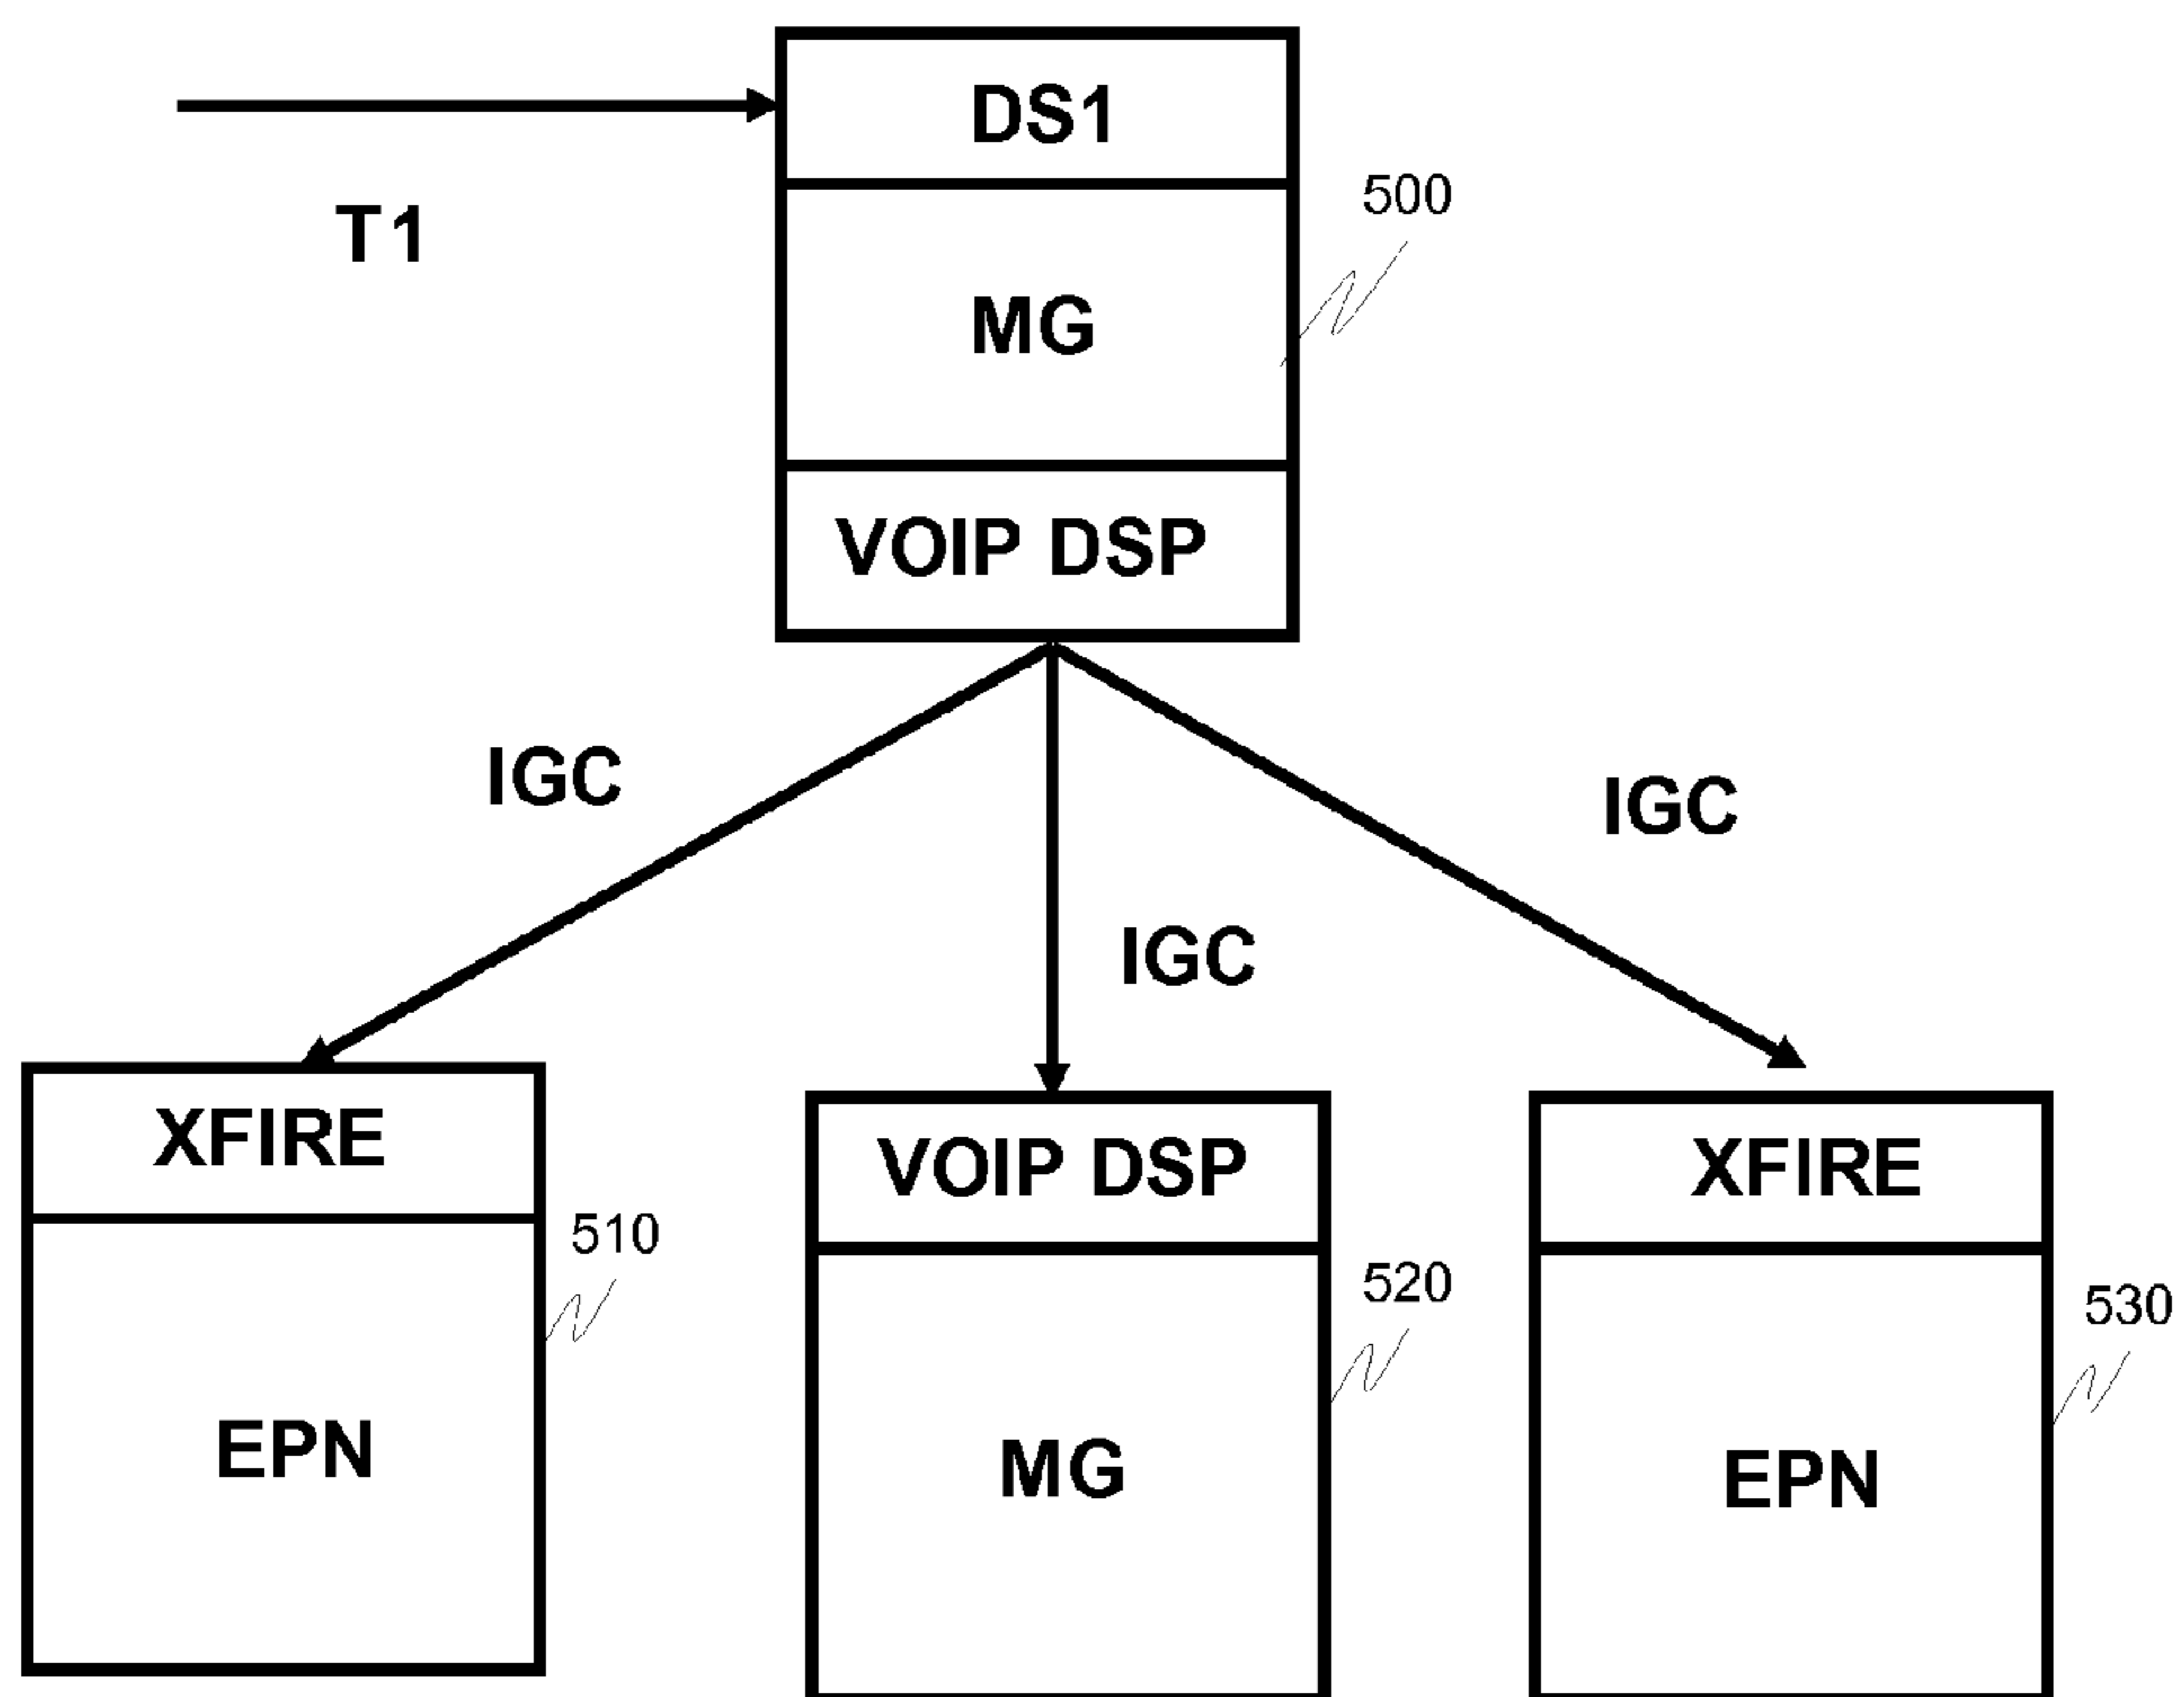 DS1
500
T1
MG
VOIP DSP
IGC
IGC
IGC
XFIRE
VOIP DSP
XFIRE
510
520
530
EPN
MG
EPN